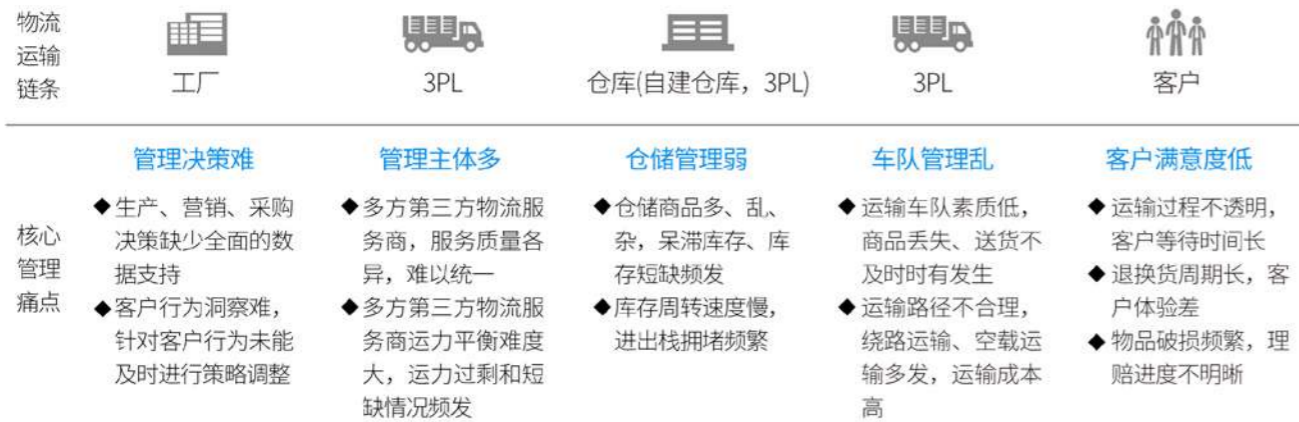 物流
运输
链条
工厂
3PL
仓库(自建仓库，3PL)
3PL
客户
核心
管理
痛点
管理决策难
◆生产、营销、采购
决策缺少全面的数
据支持
◆客户行为洞察难，
针对客户行为未能
及时进行策略调整
管理主体多
◆多方第三方物流服
务商，服务质量各
异，难以统一
◆多方第三方物流服
务商运力平衡难度
大，运力过剩和短
缺情况频发
仓储管理弱
◆仓储商品多、乱、
杂，呆滞库存、库
存短缺频发
◆库存周转速度慢，
进出栈拥堵频繁
车队管理乱
◆运输车队素质低，
商品丢失、送货不
及时时有发生
◆运输路径不合理，
绕路运输、空载运
输多发，运输成本
高
客户满意度低
◆运输过程不透明，
客户等待时间长
◆退换货周期长，客
户体验差
◆物品破损频繁，理
赔进度不明晰